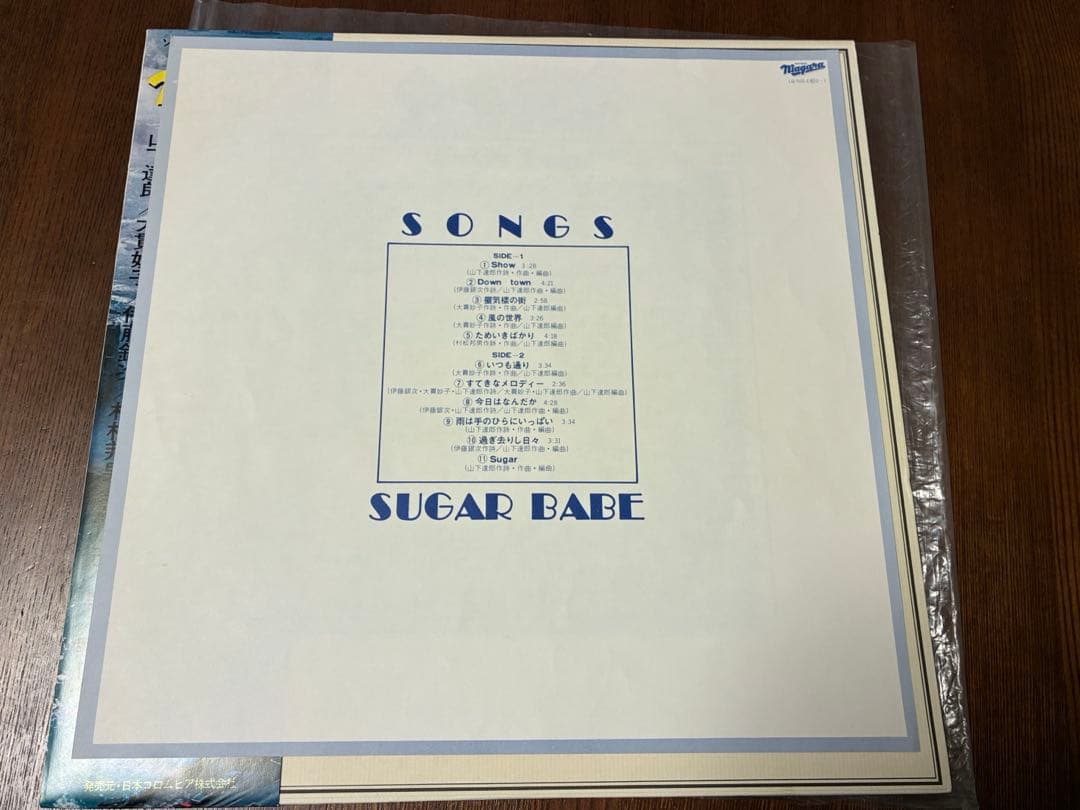 Niagara
SONGS
SIDE-1
① Show 3:28
(山下達郎作詩・作曲・編曲)
② Down town 4:21
(伊藤銀次作詩/山下達郎作曲・編曲)
③ 蜃気楼の街 2:58
(大貫妙子作詩・作曲/山下達郎編曲)
④ 風の世界 3:26
(大貫妙子作詩・作曲/山下達郎編曲)
⑤ ためいきばかり 4:18
(村松邦男作詩・作曲/山下達郎編曲)
SIDE-2
⑥ いつも通り 3:34
(大貫妙子作詩・作曲/山下達郎編曲)
⑦ すてきなメロディー 2:36
(伊藤銀次・大貫妙子・山下達郎作詩/大貫妙子・山下達郎作曲/山下達郎編曲)
⑧ 今日はなんだか 4:28
(伊藤銀次・山下達郎作詩/山下達郎作曲・編曲)
⑨ 雨は手のひらにいっぱい 3:34
(山下達郎作詩・作曲・編曲)
⑩ 過ぎ去りし日々 3:31
(伊藤銀次作詩/山下達郎作曲・編曲)
⑪ Sugar
(山下達郎作詩・作曲・編曲)
SUGAR BABE
発売元・日本コロムビア株式会社